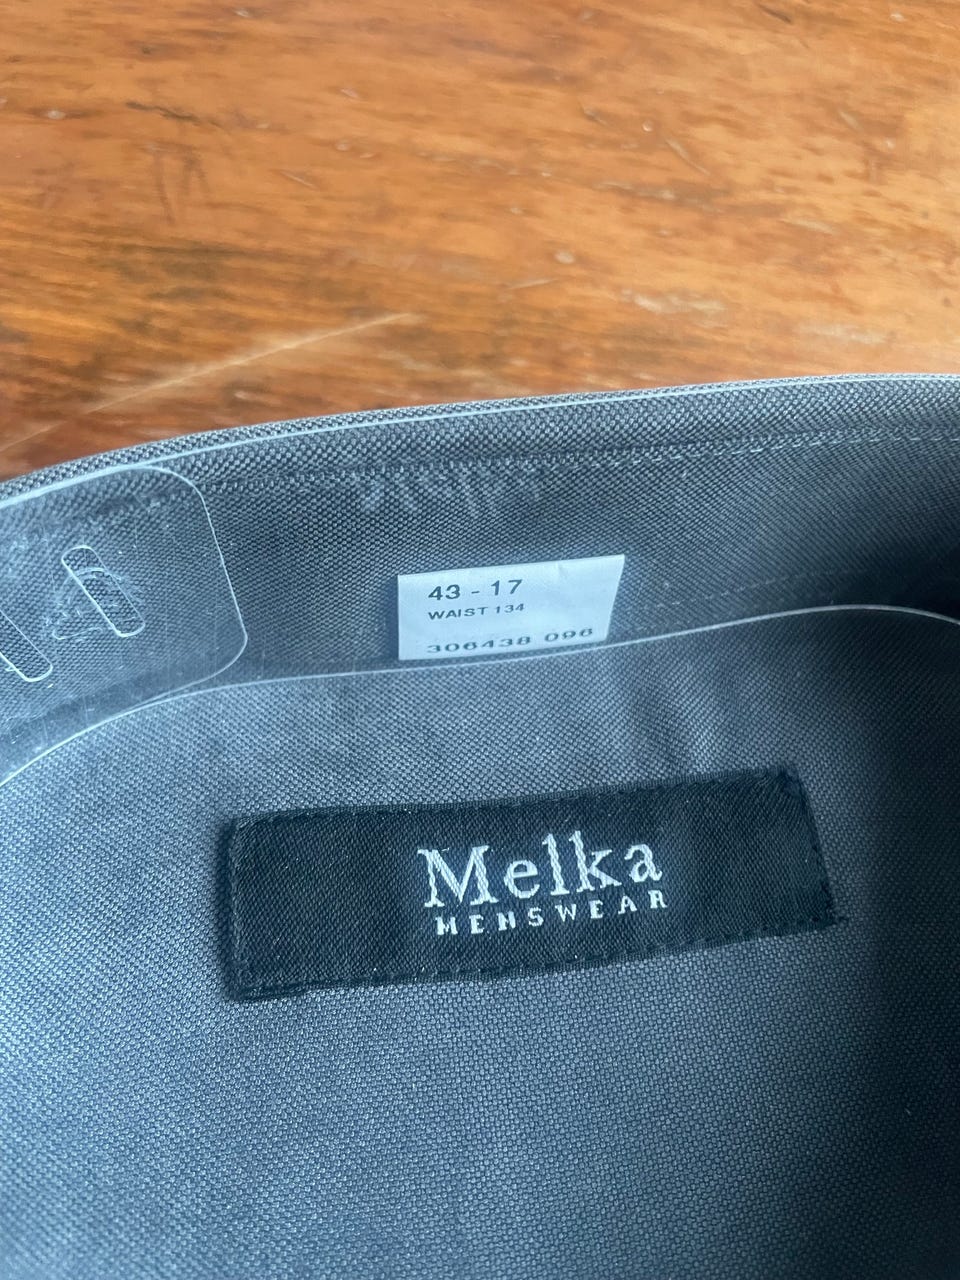 43 - 17
WAIST 134
306438 096
Melka
MENSWEAR